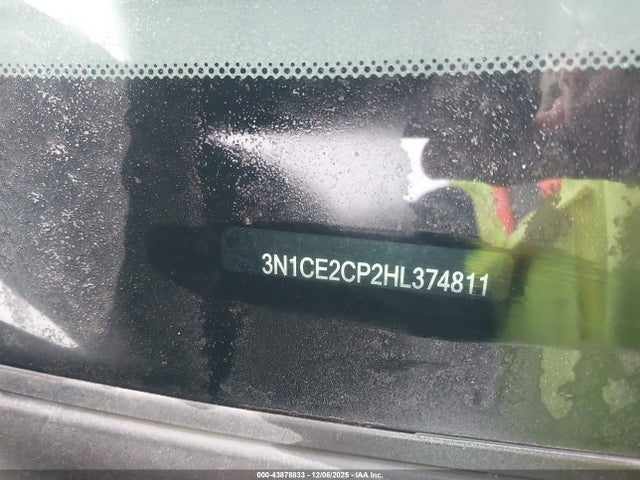 3N1CE2CP2HL374811
000-43878833 • 12/06/2025 • IAA Inc.